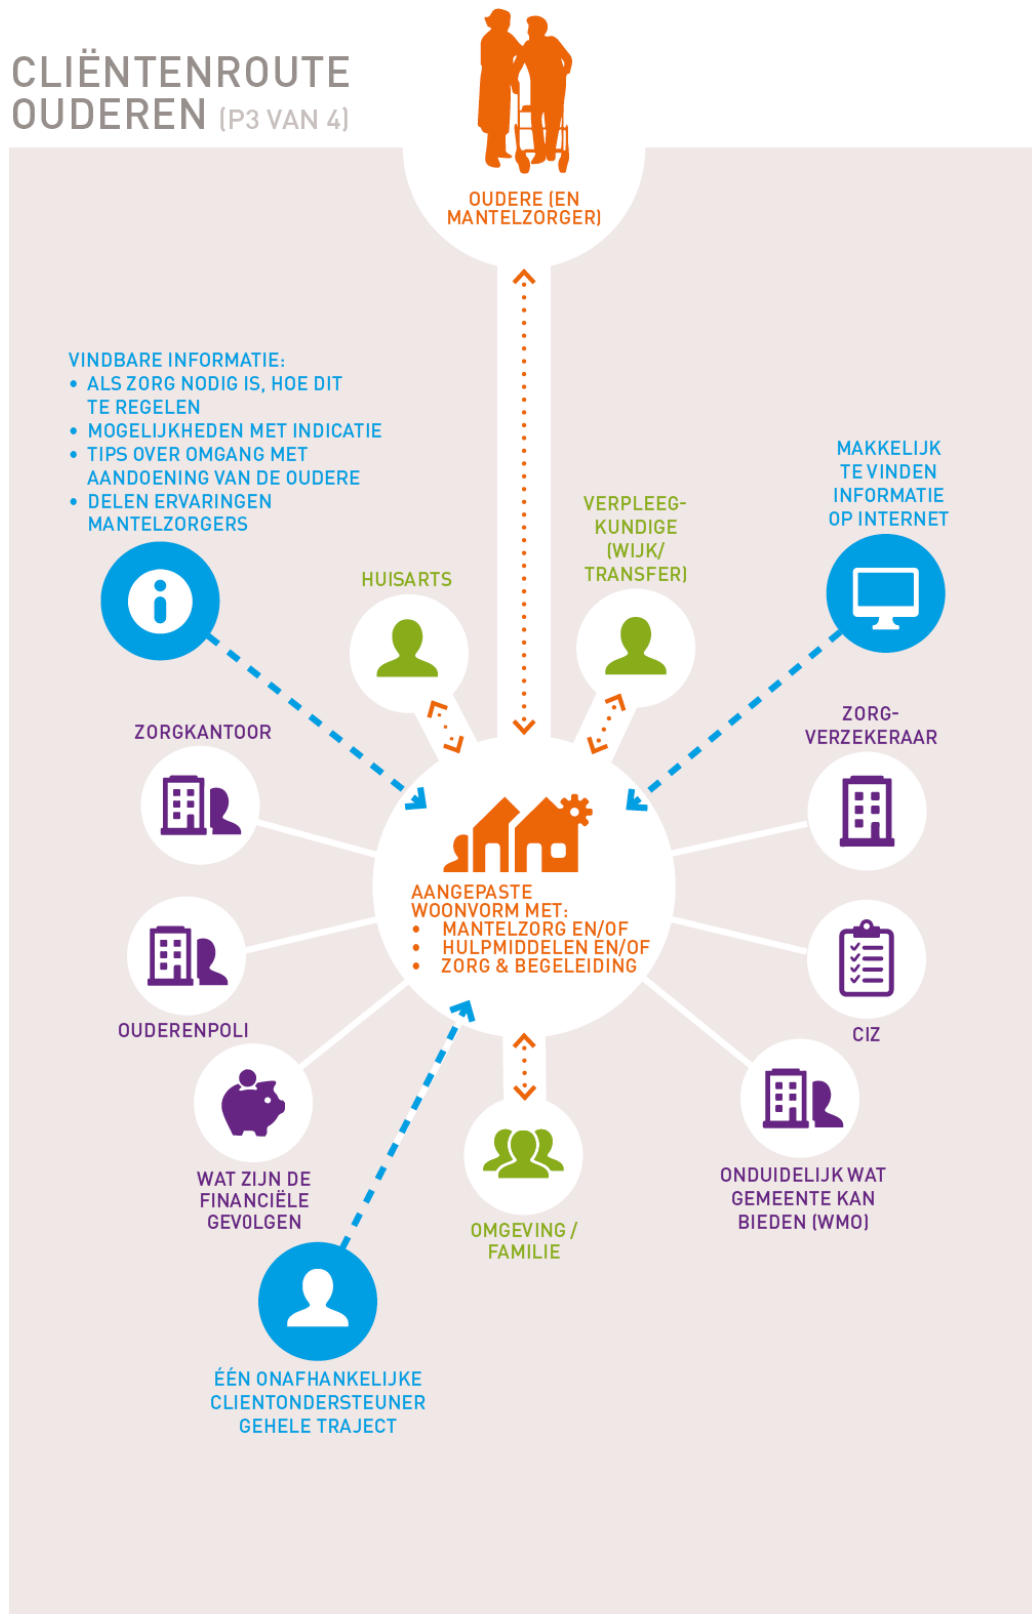 CLIËNTENROUTE
OUDEREN (P3 VAN 4)
OUDERE (EN
MANTELZORGER)
VINDBARE INFORMATIE:
• ALS ZORG NODIG IS, HOE DIT
TE REGELEN
• MOGELIJKHEDEN MET INDICATIE
• TIPS OVER OMGANG MET
AANDOENING VAN DE OUDERE
• DELEN ERVARINGEN
MANTELZORGERS
MAKKELIJK
TE VINDEN
INFORMATIE
OP INTERNET
VERPLEEG-
KUNDIGE
(WIJK/
TRANSFER)
HUISARTS
ZORGKANTOOR
ZORG-
VERZEKERAAR
AANGEPASTE
WOONVORM MET:
• MANTELZORG EN/OF
• HULPMIDDELEN EN/OF
• ZORG & BEGELEIDING
OUDERENPOLI
CIZ
WAT ZIJN DE
FINANCIËLE
GEVOLGEN
ONDUIDELIJK WAT
GEMEENTE KAN
BIEDEN (WMO)
OMGEVING /
FAMILIE
ÉÉN ONAFHANKELIJKE
CLIENTONDERSTEUNER
GEHELE TRAJECT